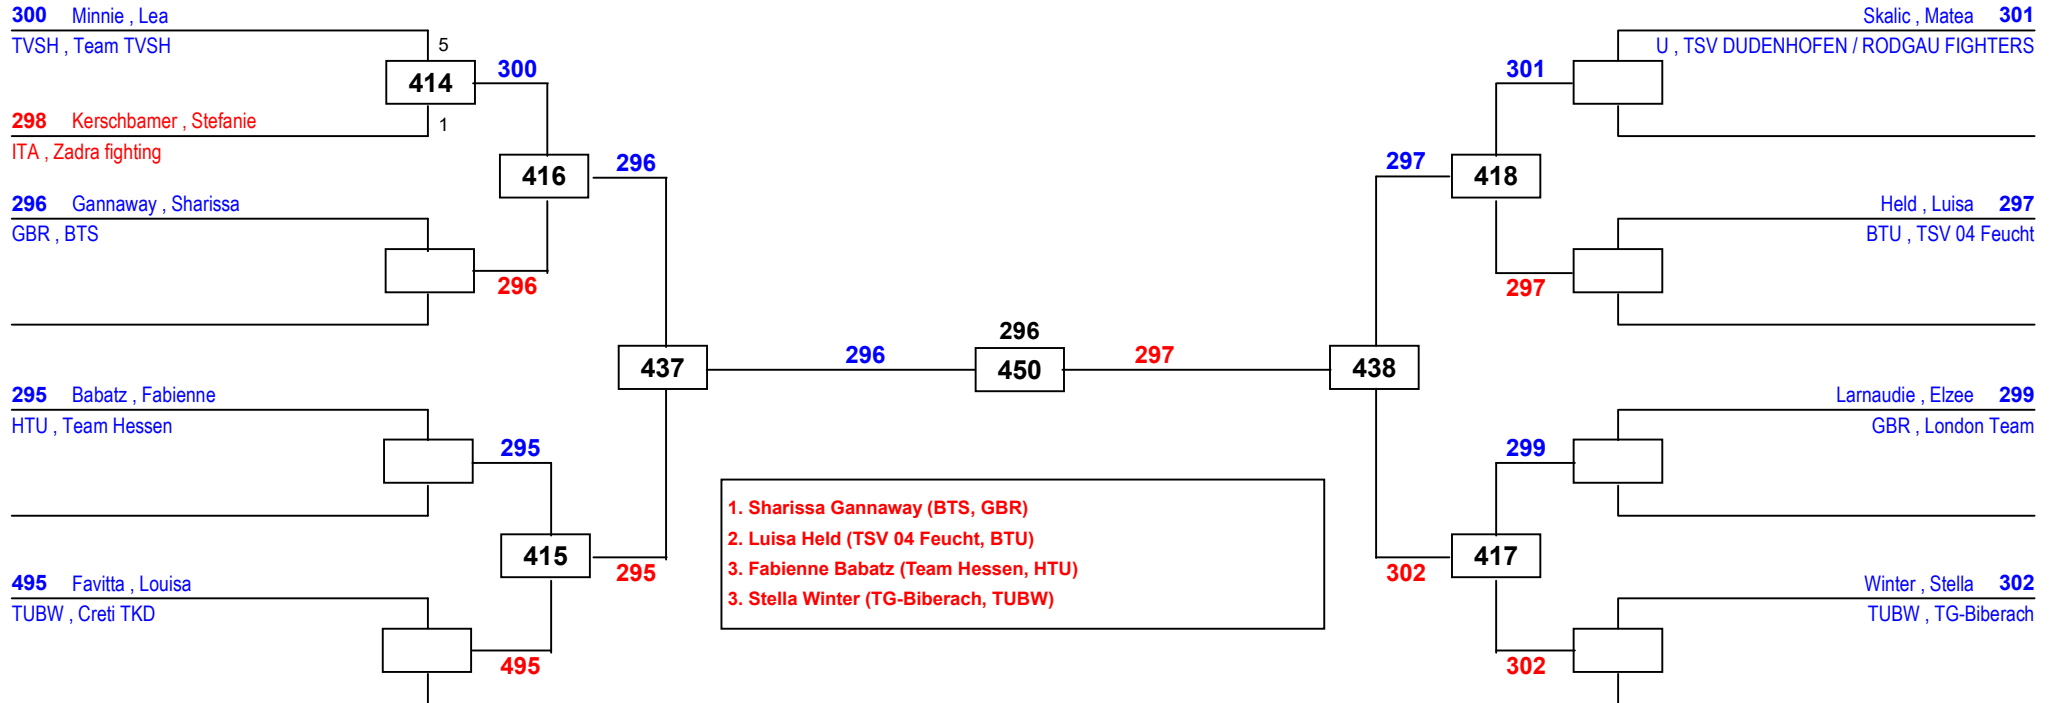 300 Minnie , Lea
TVSH , Team TVSH
5
414
300
298 Kerschbamer , Stefanie
1
ITA , Zadra fighting
416
296
296 Gannaway , Sharissa
GBR , BTS
296
437
296
295 Babatz , Fabienne
HTU , Team Hessen
295
415
295
495 Favitta , Louisa
TUBW , Creti TKD
495
296
450
297
1. Sharissa Gannaway (BTS, GBR)
2. Luisa Held (TSV 04 Feucht, BTU)
3. Fabienne Babatz (Team Hessen, HTU)
3. Stella Winter (TG-Biberach, TUBW)
Skalic , Matea 301
U , TSV DUDENHOFEN / RODGAU FIGHTERS
301
297
418
Held , Luisa 297
BTU , TSV 04 Feucht
297
438
Larnaudie , Elzee 299
GBR , London Team
299
417
302
Winter , Stella 302
TUBW , TG-Biberach
302